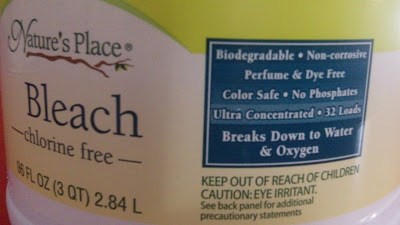 Nature's Place®
Bleach
chlorine free
96 FL OZ (3 QT) 2.84 L
Biodegradable • Non-corrosive
Perfume & Dye Free
Color Safe • No Phosphates
Ultra Concentrated • 32 Loads
Breaks Down to Water
& Oxygen
KEEP OUT OF REACH OF CHILDREN
CAUTION: EYE IRRITANT.
See back panel for additional
precautionary statements